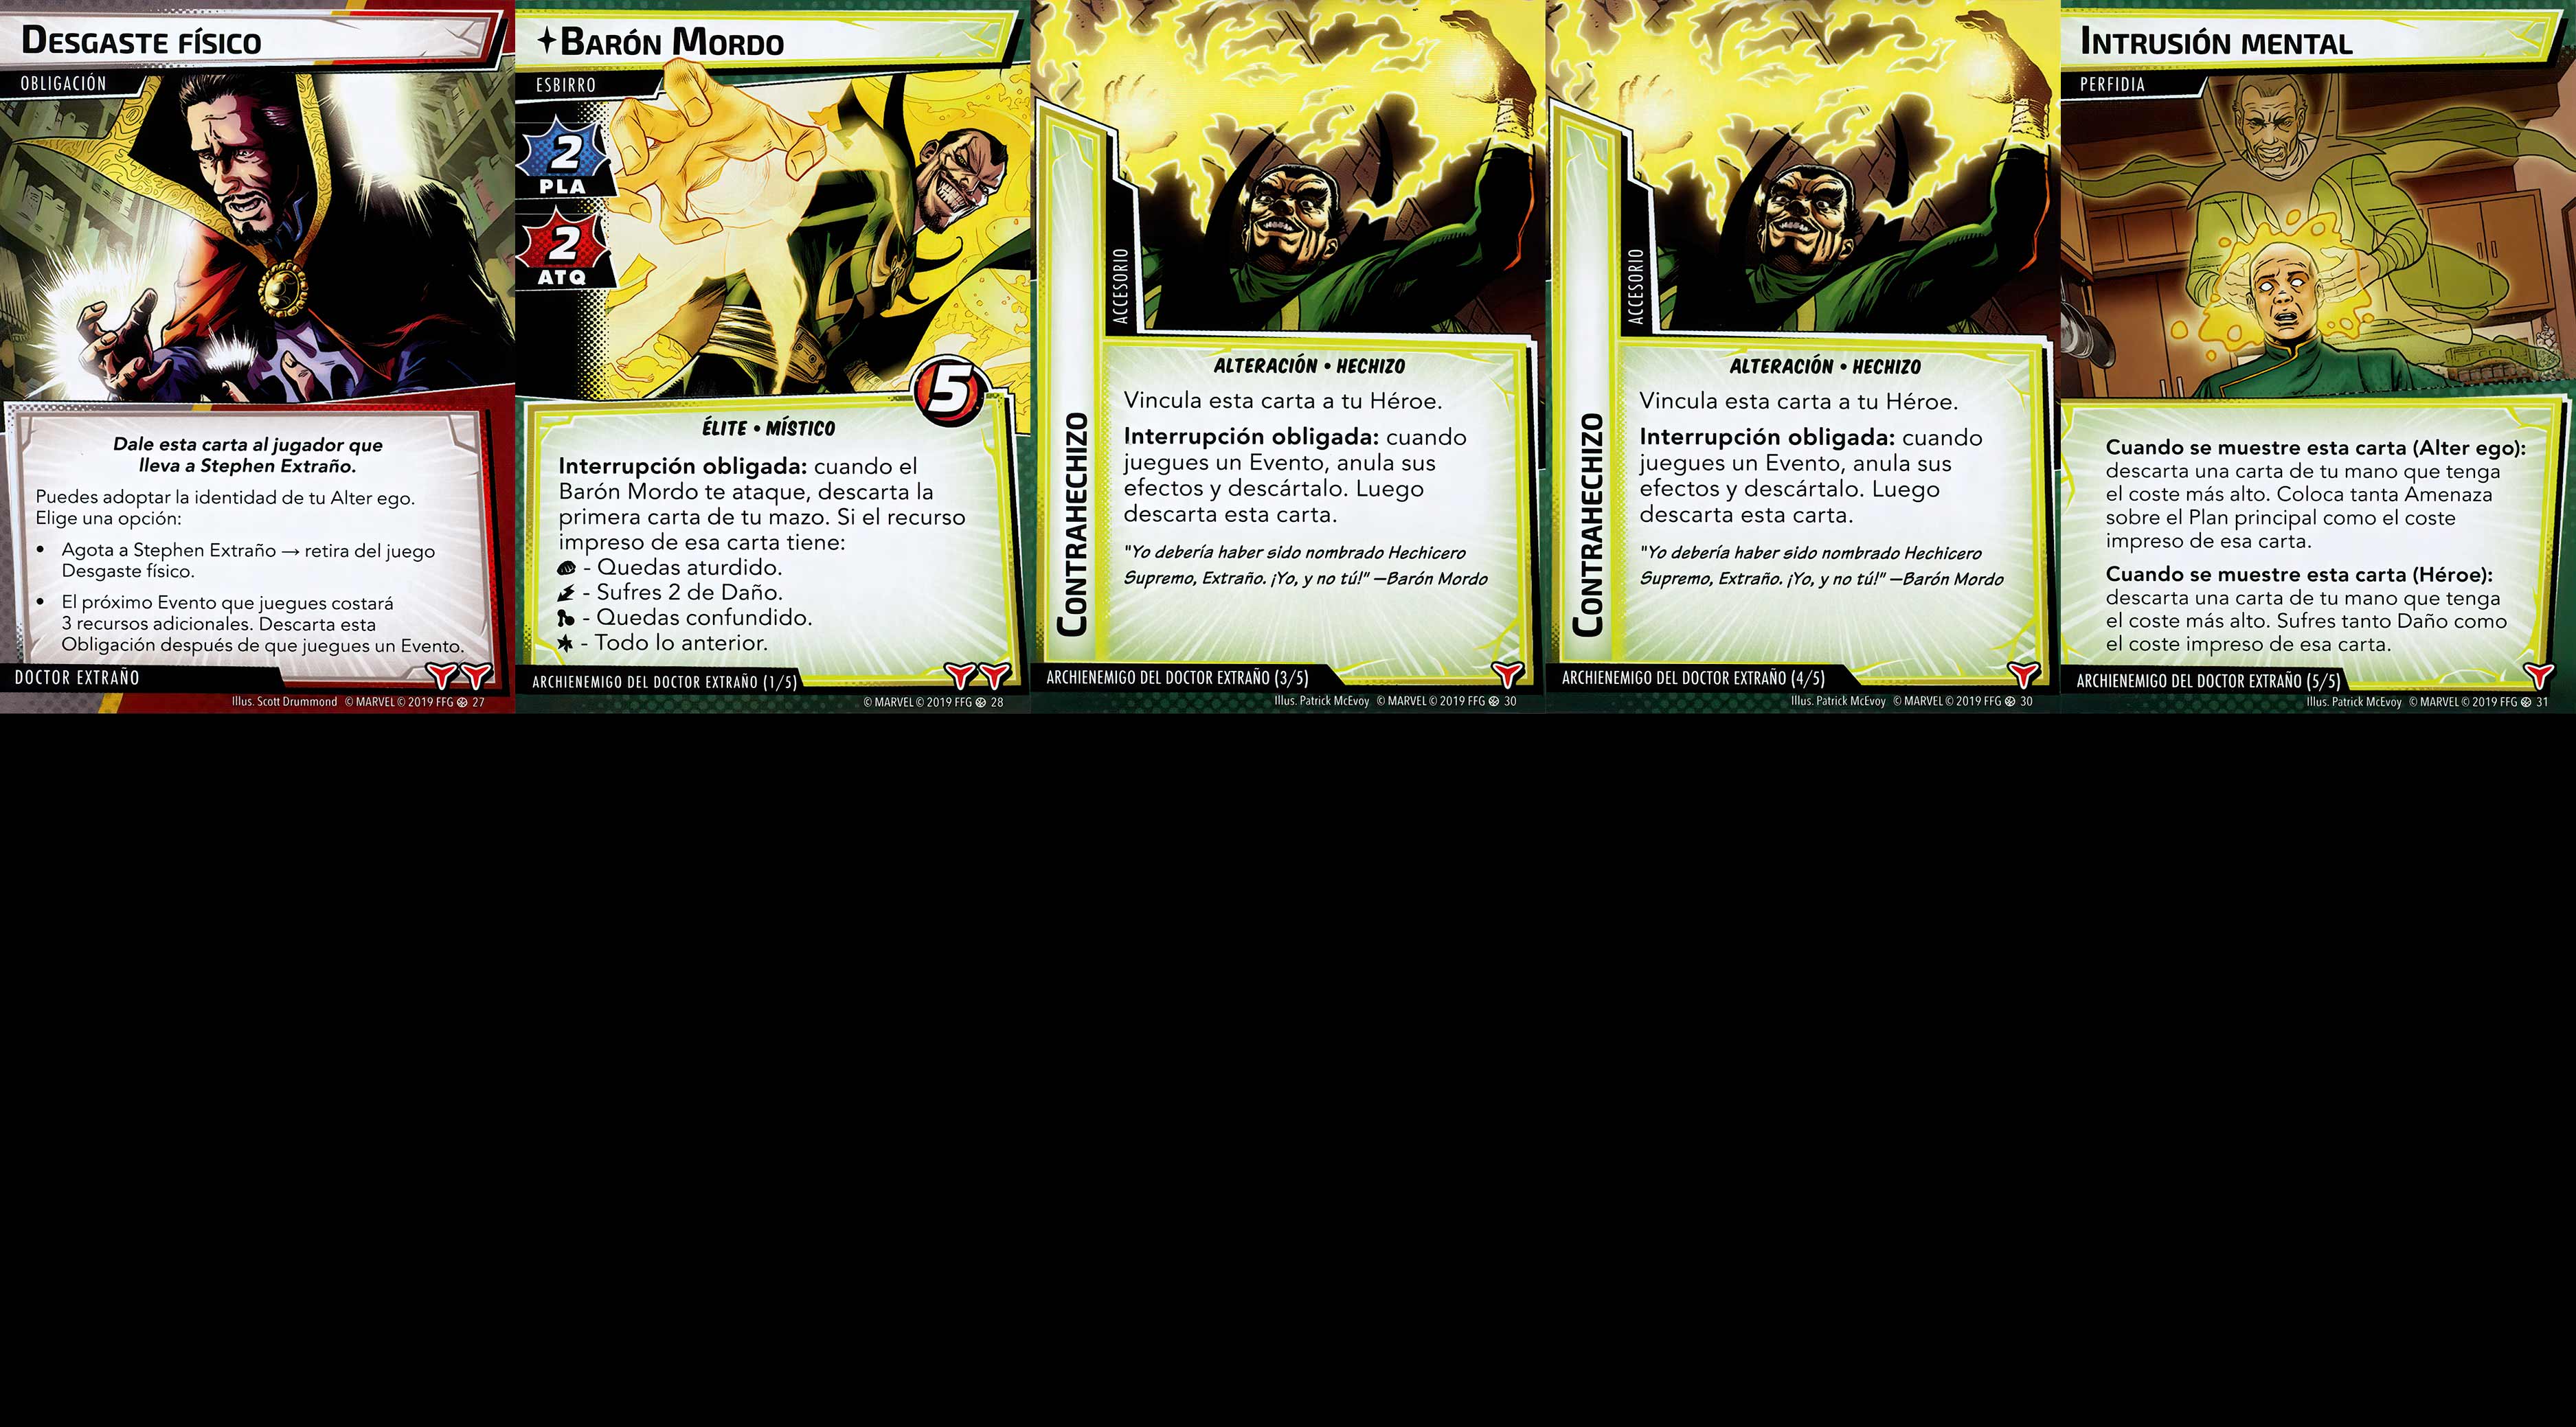 DESGASTE FÍSICO
OBLIGACIÓN
Dale esta carta al jugador que
lleva a Stephen Extraño.
Puedes adoptar la identidad de tu Alter ego.
Elige una opción:
• Agota a Stephen Extraño → retira del juego
Desgaste físico.
• El próximo Evento que juegues costará
3 recursos adicionales. Descarta esta
Obligación después de que juegues un Evento.
DOCTOR EXTRAÑO
Illus. Scott Drummond © MARVEL © 2019 FFG 27
BARÓN MORDO
ESBIRRO
2
PLA
2
ATQ
5
ÉLITE • MÍSTICO
Interrupción obligada: cuando el
Barón Mordo te ataque, descarta la
primera carta de tu mazo. Si el recurso
impreso de esa carta tiene:
- Quedas aturdido.
- Sufres 2 de Daño.
- Quedas confundido.
- Todo lo anterior.
ARCHIENEMIGO DEL DOCTOR EXTRAÑO (1/5)
© MARVEL © 2019 FFG 28
CONTRAHECHIZO
ACCESORIO
ALTERACIÓN • HECHIZO
Vincula esta carta a tu Héroe.
Interrupción obligada: cuando
juegues un Evento, anula sus
efectos y descártalo. Luego
descarta esta carta.
"Yo debería haber sido nombrado Hechicero
Supremo, Extraño. ¡Yo, y no tú!" —Barón Mordo
ARCHIENEMIGO DEL DOCTOR EXTRAÑO (3/5)
Illus. Patrick McEvoy © MARVEL © 2019 FFG 30
CONTRAHECHIZO
ACCESORIO
ALTERACIÓN • HECHIZO
Vincula esta carta a tu Héroe.
Interrupción obligada: cuando
juegues un Evento, anula sus
efectos y descártalo. Luego
descarta esta carta.
"Yo debería haber sido nombrado Hechicero
Supremo, Extraño. ¡Yo, y no tú!" —Barón Mordo
ARCHIENEMIGO DEL DOCTOR EXTRAÑO (4/5)
Illus. Patrick McEvoy © MARVEL © 2019 FFG 30
INTRUSIÓN MENTAL
PERFIDIA
Cuando se muestre esta carta (Alter ego):
descarta una carta de tu mano que tenga
el coste más alto. Coloca tanta Amenaza
sobre el Plan principal como el coste
impreso de esa carta.
Cuando se muestre esta carta (Héroe):
descarta una carta de tu mano que tenga
el coste más alto. Sufres tanto Daño como
el coste impreso de esa carta.
ARCHIENEMIGO DEL DOCTOR EXTRAÑO (5/5)
Illus. Patrick McEvoy © MARVEL © 2019 FFG 31